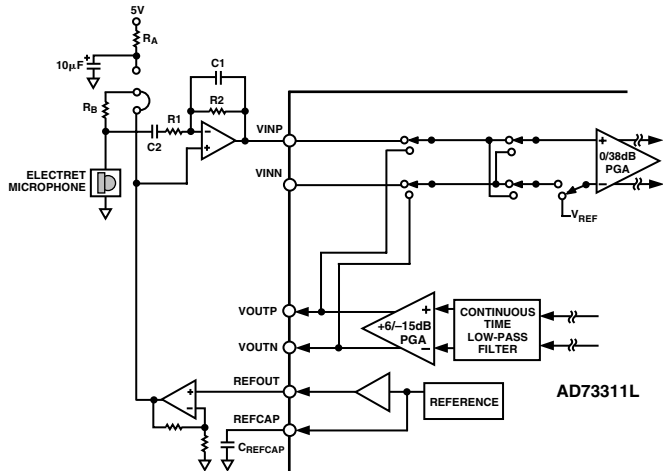 5V
RA
10μF
C1
RB
R1
R2
C2
VINP
VINN
ELECTRET
MICROPHONE
0/38dB
PGA
VREF
VOUTP
VOUTN
+6/–15dB
PGA
CONTINUOUS
TIME
LOW-PASS
FILTER
REFOUT
REFCAP
CREFCAP
REFERENCE
AD73311L